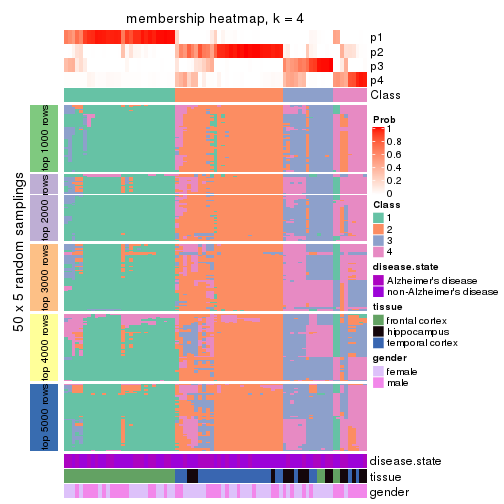 membership heatmap, k = 4
p1
p2
p3
p4
Class
50 x 5 random samplings
top 1000 rows
top 2000 rows
top 3000 rows
top 4000 rows
top 5000 rows
Prob
1
0.8
0.6
0.4
0.2
0
Class
1
2
3
4
disease.state
Alzheimer's disease
non-Alzheimer's disease
tissue
frontal cortex
hippocampus
temporal cortex
gender
female
male
disease.state
tissue
gender